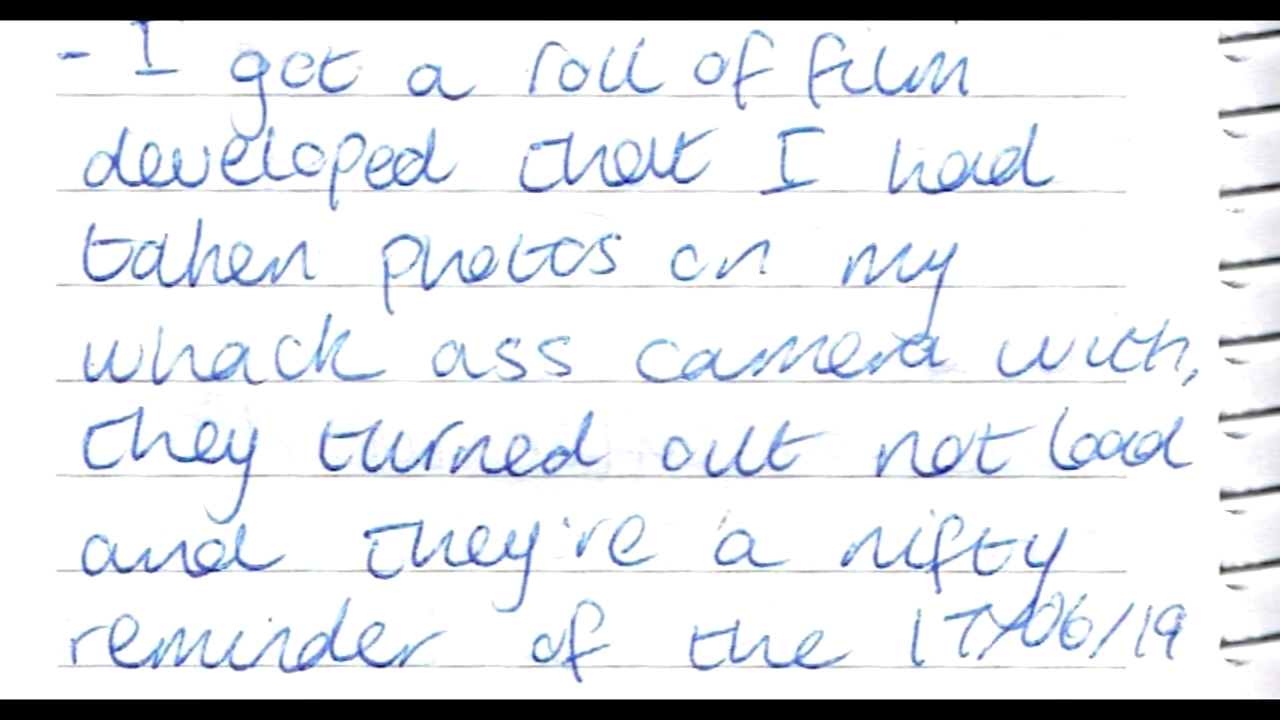 - I got a roll of film
developed that I had
taken photos on my
whack ass camera with,
they turned out not bad
and they're a nifty
reminder of the 17/06/19